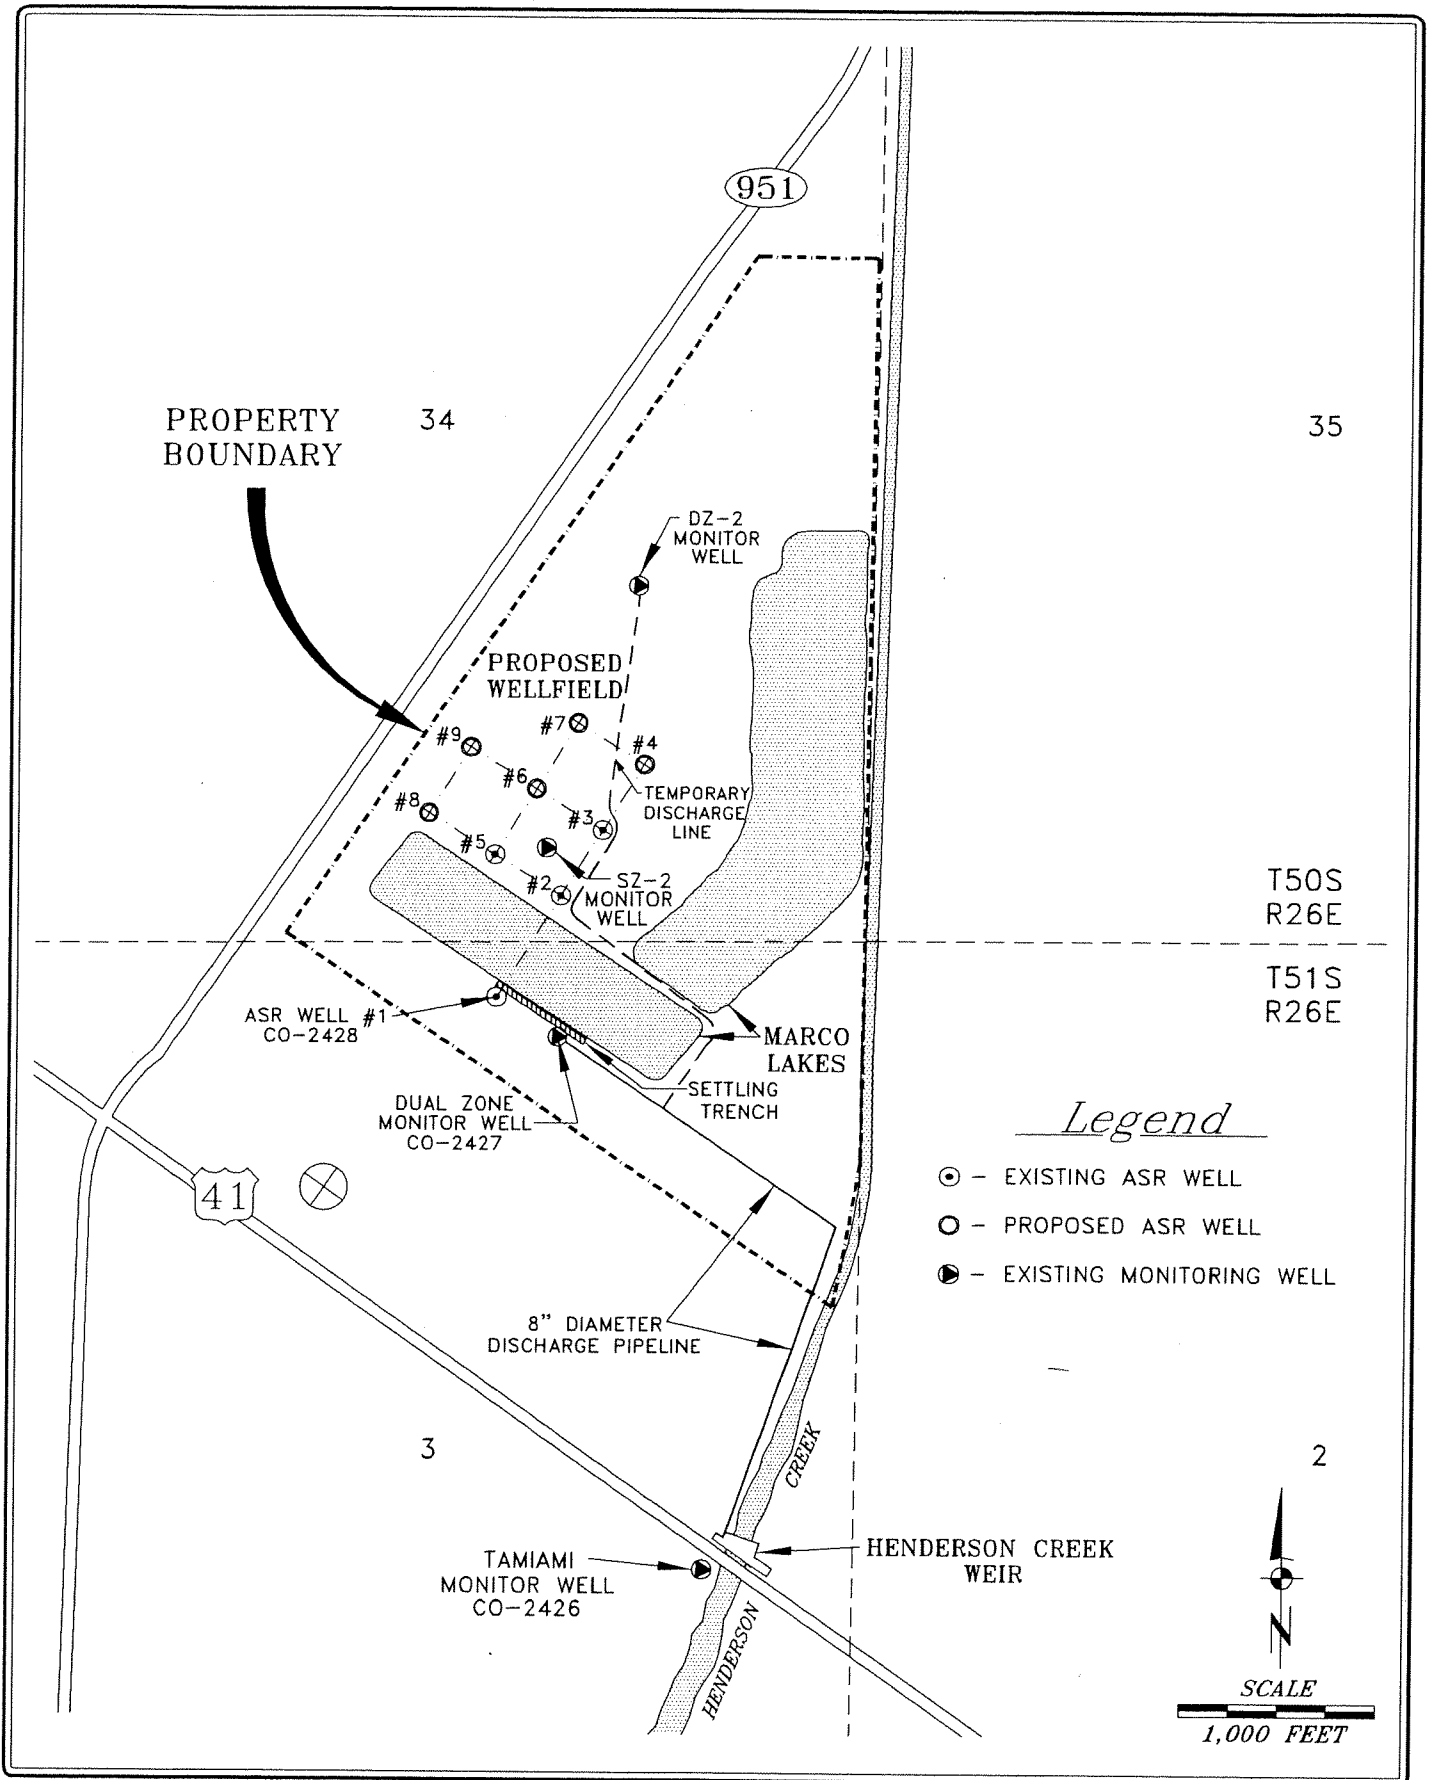 951
PROPERTY
BOUNDARY
34
35
DZ-2
MONITOR
WELL
PROPOSED
WELLFIELD
#7
#9
#4
#6
#8
TEMPORARY
DISCHARGE
LINE
#3
#5
#2
SZ-2
MONITOR
WELL
T50S
R26E
T51S
R26E
ASR WELL #1
CO-2428
MARCO
LAKES
SETTLING
TRENCH
DUAL ZONE
MONITOR WELL
CO-2427
Legend
EXISTING ASR WELL
- PROPOSED ASR WELL
- EXISTING MONITORING WELL
41
8" DIAMETER
DISCHARGE PIPELINE
3
2
CREEK
HENDERSON CREEK
WEIR
TAMIAMI
MONITOR WELL
CO-2426
HENDERSON
N
SCALE
1,000 FEET